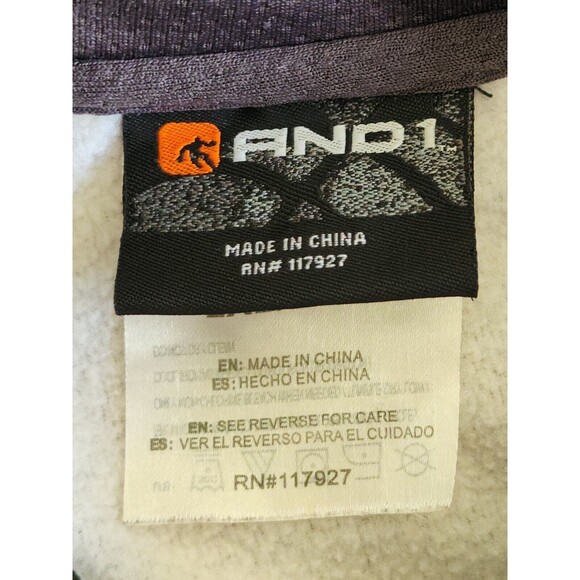 AND1™
MADE IN CHINA
RN# 117927
EN: MADE IN CHINA
ES: HECHO EN CHINA
EN: SEE REVERSE FOR CARE
ES: VER EL REVERSO PARA EL CUIDADO
RN#117927